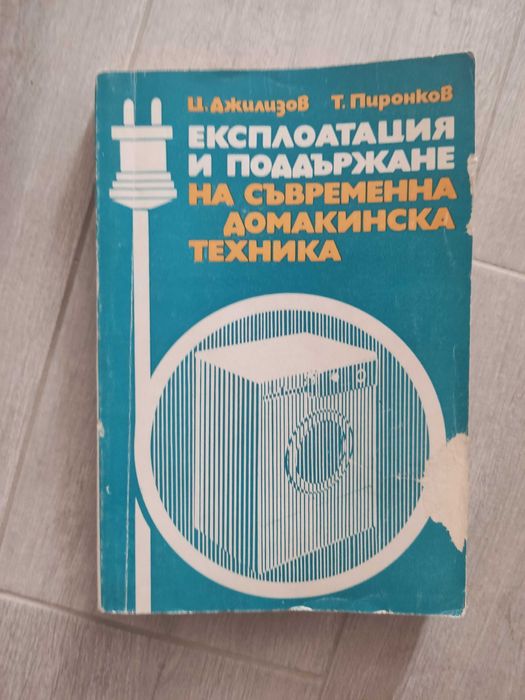 Ц. Джилизов Т. Пиронков
ЕКСПЛОАТАЦИЯ
И ПОДДЪРЖАНЕ
НА СЪВРЕМЕННА
ДОМАКИНСКА
ТЕХНИКА